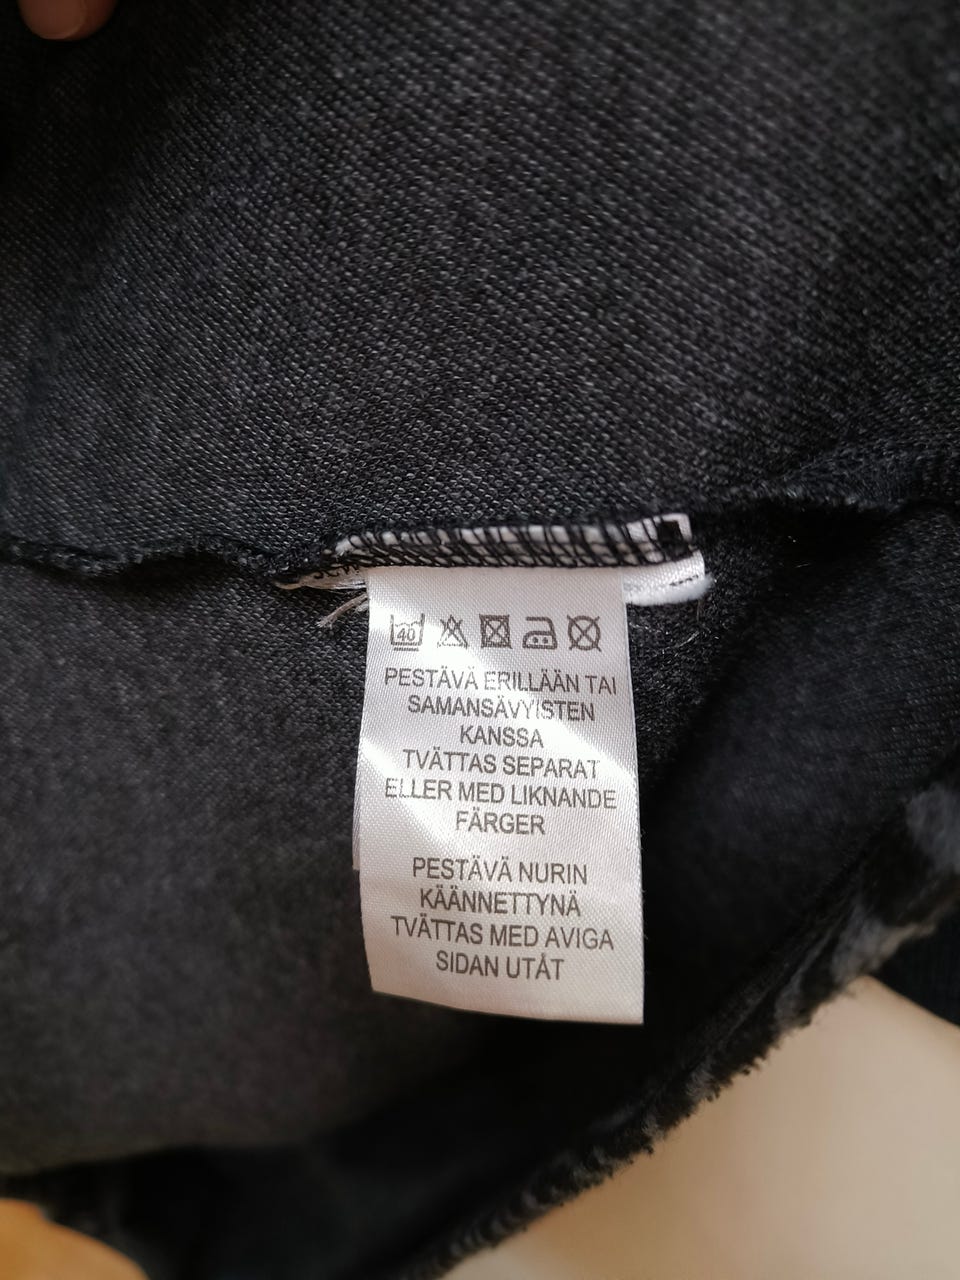 40
PESTÄVÄ ERILLÄÄN TAI
SAMANSÄVYISTEN
KANSSA
TVÄTTAS SEPARAT
ELLER MED LIKNANDE
FÄRGER
PESTÄVÄ NURIN
KÄÄNNETTYNÄ
TVÄTTAS MED AVIGA
SIDAN UTÅT